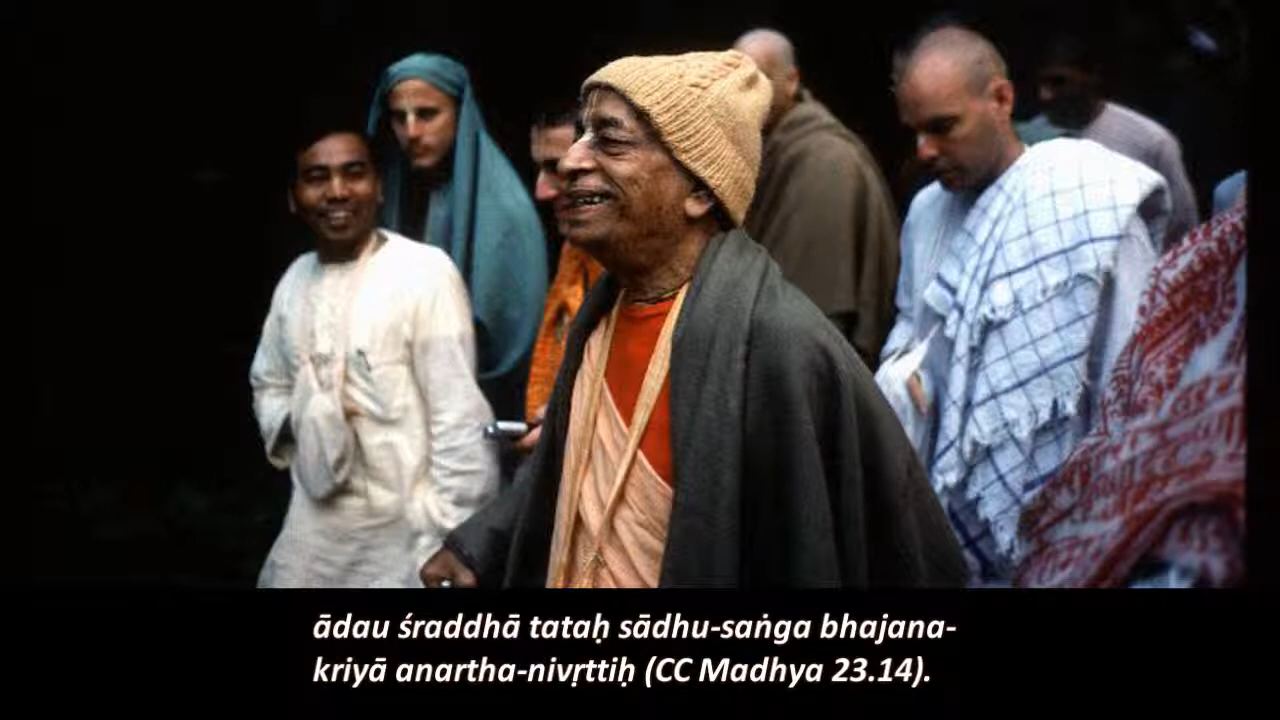 ādau śraddhā tataḥ sādhu-saṅga bhajana-
kriyā anartha-nivṛttiḥ (CC Madhya 23.14).